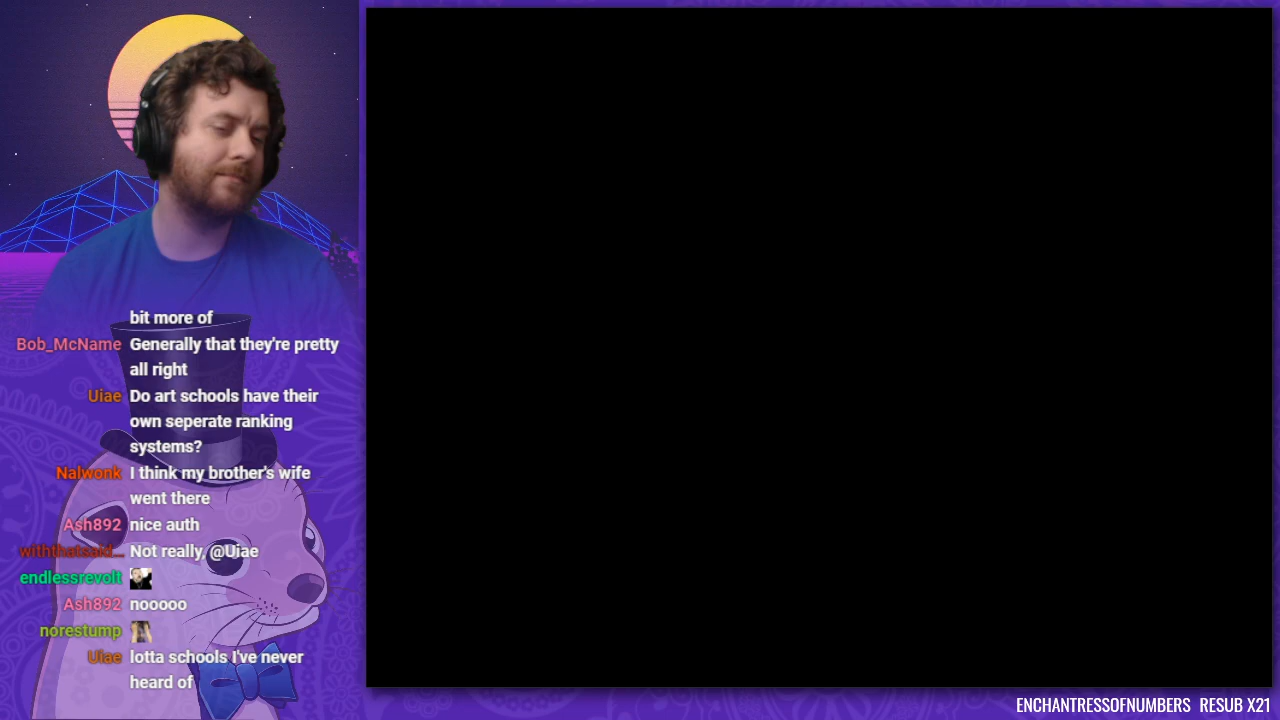 bit more of
Bob_McName Generally that they're pretty
all right
Uiae Do art schools have their
own seperate ranking
systems?
Nalwonk I think my brother's wife
went there
Ash892 nice auth
withthatsaid... Not really, @Uiae
endlessrevolt
Ash892 nooooo
norestump
Uiae lotta schools I've never
heard of
ENCHANTRESSOFNUMBERS RESUB X21